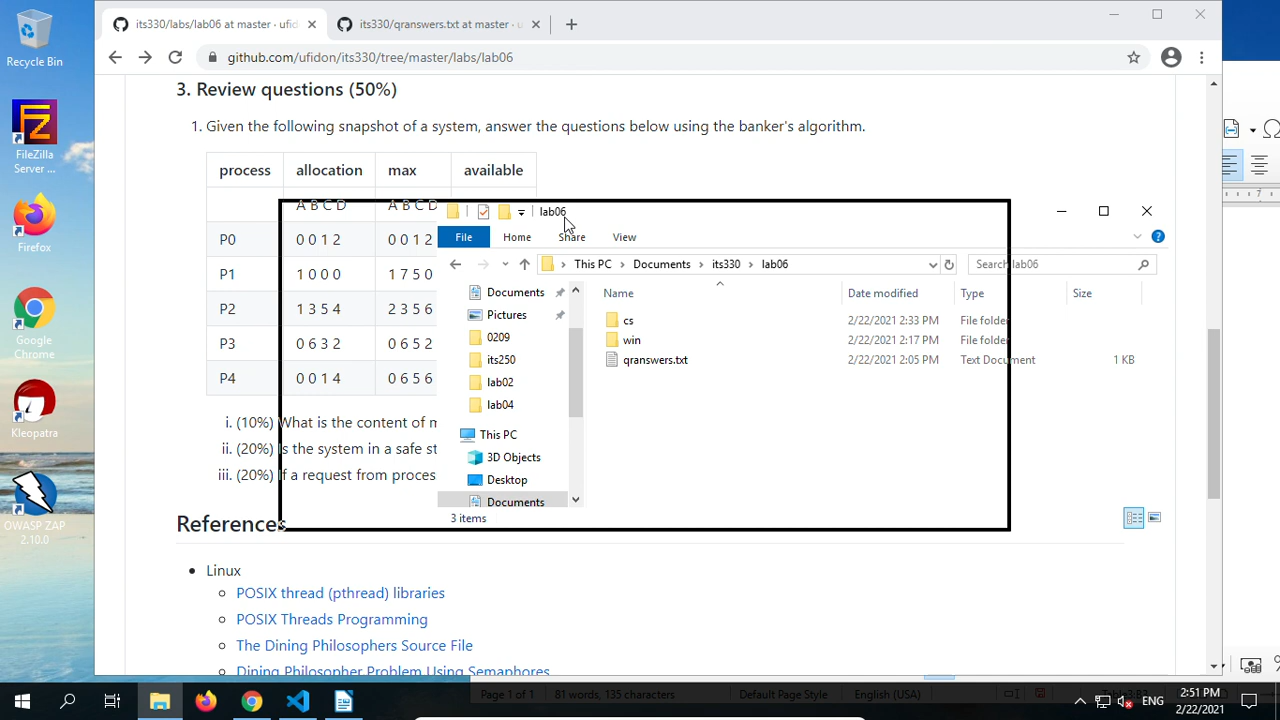 Recycle Bin
FileZilla
Server ...
Firefox
Google
Chrome
Kleopatra
OWASP ZAP
2.10.0
its330/labs/lab06 at master · ufid
its330/qranswers.txt at master ·
github.com/ufidon/its330/tree/master/labs/lab06
3. Review questions (50%)
1. Given the following snapshot of a system, answer the questions below using the banker's algorithm.
process allocation max available
A B C D A B C D
P0 0 0 1 2 0 0 1 2
P1 1 0 0 0 1 7 5 0
P2 1 3 5 4 2 3 5 6
P3 0 6 3 2 0 6 5 2
P4 0 0 1 4 0 6 5 6
i. (10%) What is the content of m
ii. (20%) Is the system in a safe st
iii. (20%) If a request from proces
References
Linux
POSIX thread (pthread) libraries
POSIX Threads Programming
The Dining Philosophers Source File
Dining Philosopher Problem Using Semaphores
lab06
File Home Share View
This PC Documents its330 lab06
Search lab06
Name Date modified Type Size
Documents
Pictures
0209
its250
lab02
lab04
This PC
3D Objects
Desktop
Documents
cs 2/22/2021 2:33 PM File folder
win 2/22/2021 2:17 PM File folder
qranswers.txt 2/22/2021 2:05 PM Text Document 1 KB
3 items
7
Page 1 of 1 81 words, 135 characters Default Page Style English (USA)
ENG
2:51 PM
2/22/2021